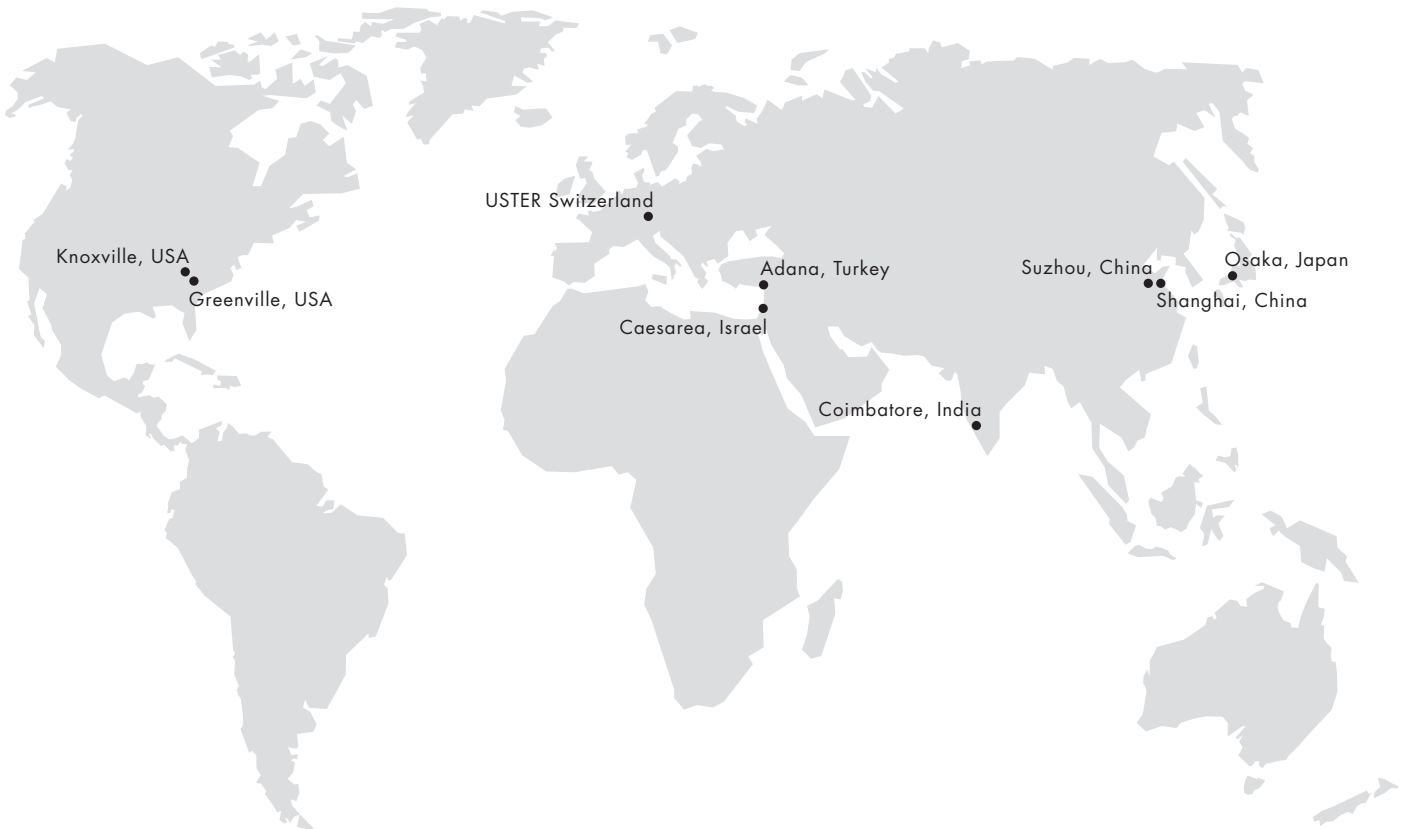 USTER Switzerland
Knoxville, USA
Greenville, USA
Adana, Turkey
Caesarea, Israel
Suzhou, China
Osaka, Japan
Shanghai, China
Coimbatore, India